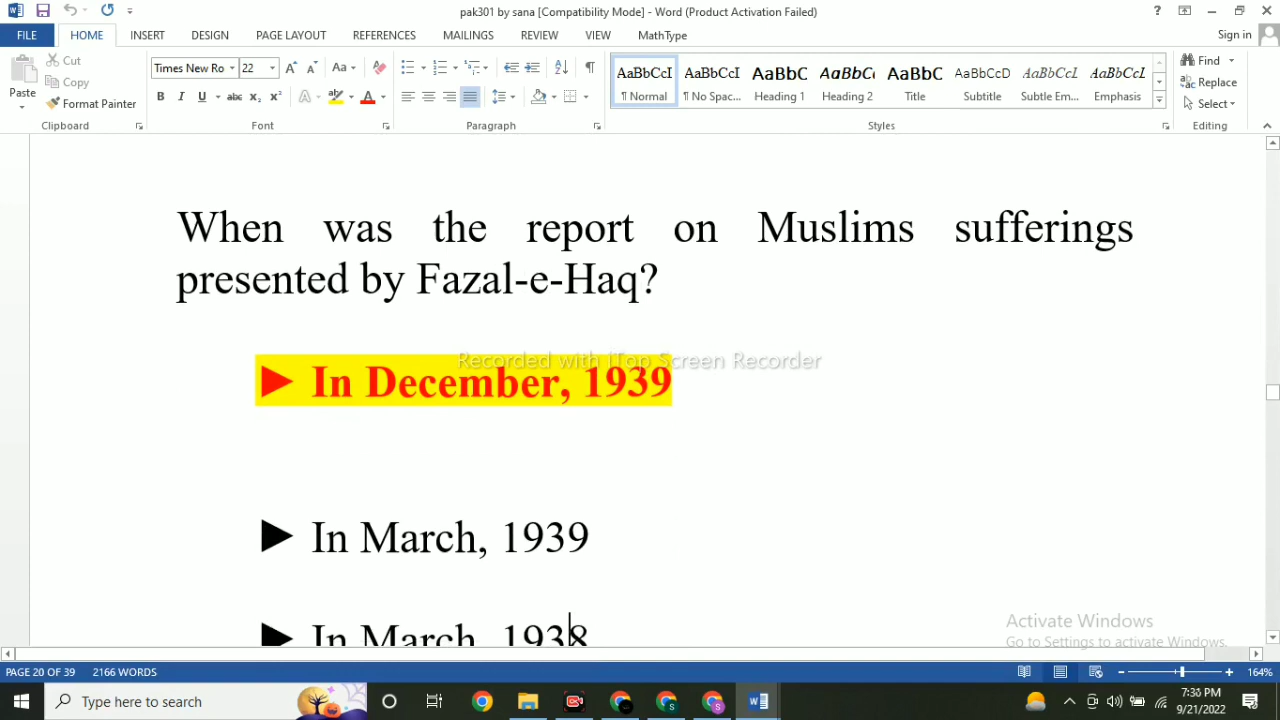 pak301 by sana [Compatibility Mode] - Word (Product Activation Failed)
FILE HOME INSERT DESIGN PAGE LAYOUT REFERENCES MAILINGS REVIEW VIEW MathType Sign in
Paste
Cut
Copy
Format Painter
Clipboard
Times New Ro 22
Font
Paragraph
AaBbCcI AaBbCcI AaBbC AaBbC AaBbC AaBbCcD AaBbCcI AaBbCcL
¶ Normal ¶ No Spac... Heading 1 Heading 2 Title Subtitle Subtle Em... Emphasis
Styles
Find
Replace
Select
Editing
When was the report on Muslims sufferings
presented by Fazal-e-Haq?
Recorded with iTop Screen Recorder
► In December, 1939
► In March, 1939
► In March, 1938
Activate Windows
Go to Settings to activate Windows.
PAGE 20 OF 39 2166 WORDS 164%
Type here to search
7:36 PM
9/21/2022